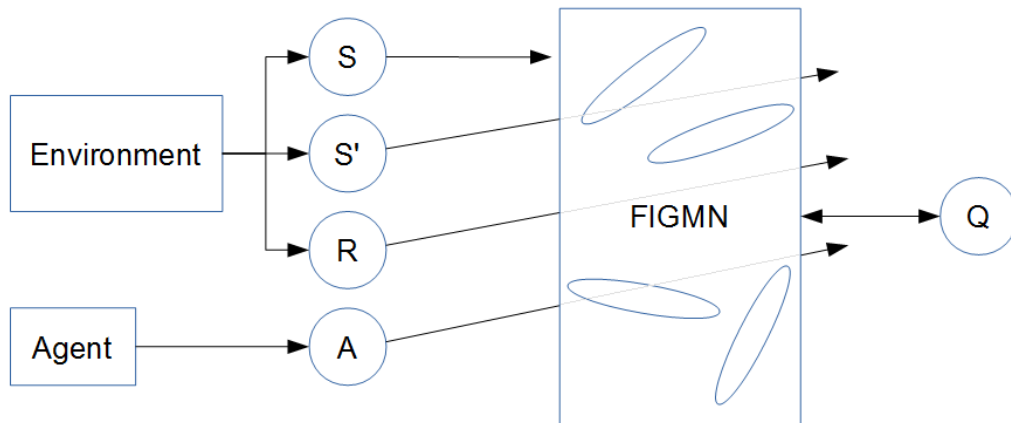 S
Environment
S'
R
FIGMN
Q
Agent
A